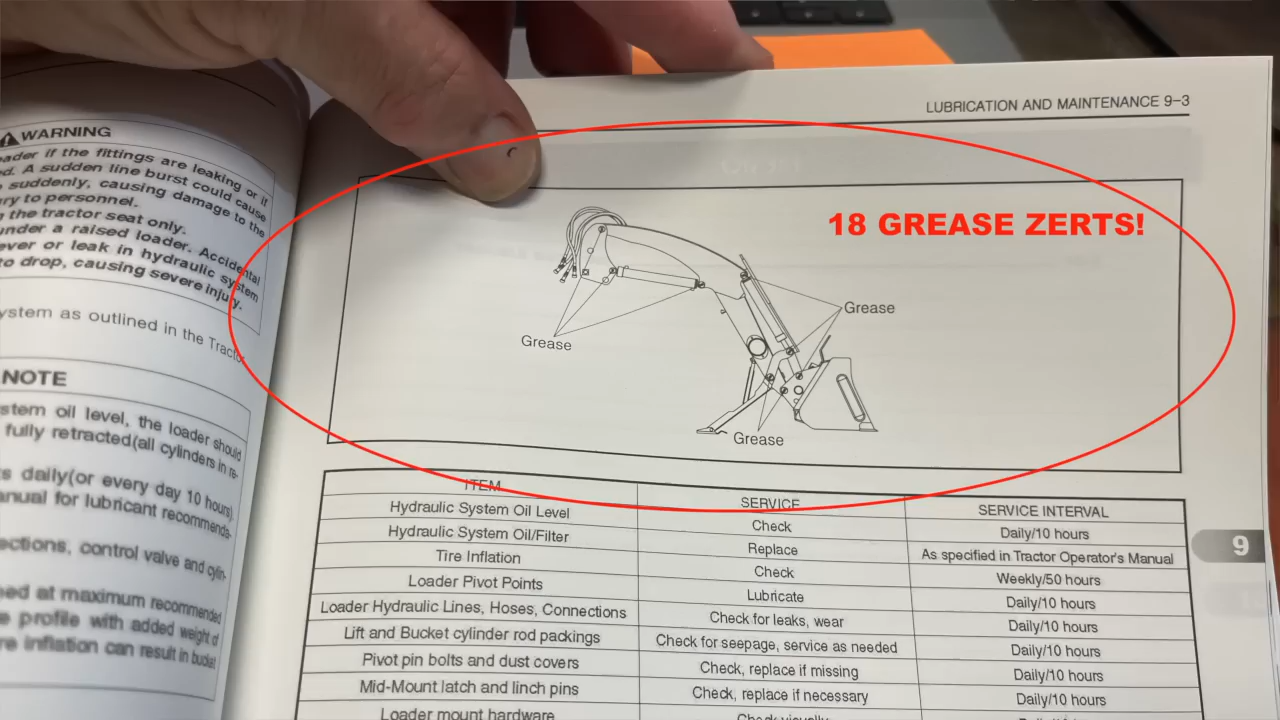 WARNING
ader if the fittings are leaking or if
d. A sudden line burst could cause
suddenly, causing damage to the
ry to personnel.
the tractor seat only.
under a raised loader. Accidental
ever or leak in hydraulic system
to drop, causing severe injury.
ystem as outlined in the Tractor
NOTE
stem oil level, the loader should
fully retracted(all cylinders in re-
s daily(or every day 10 hours).
anual for lubricant recommenda-
ections, control valve and cylin-
sed at maximum recommended
e profile with added weight of
re inflation can result in bucket
LUBRICATION AND MAINTENANCE 9-3
18 GREASE ZERTS!
Grease
Grease
Grease
ITEM SERVICE SERVICE INTERVAL
Hydraulic System Oil Level Check Daily/10 hours
Hydraulic System Oil/Filter Replace As specified in Tractor Operator's Manual
Tire Inflation Check Weekly/50 hours
Loader Pivot Points Lubricate Daily/10 hours
Loader Hydraulic Lines, Hoses, Connections Check for leaks, wear Daily/10 hours
Lift and Bucket cylinder rod packings Check for seepage, service as needed Daily/10 hours
Pivot pin bolts and dust covers Check, replace if missing Daily/10 hours
Mid-Mount latch and linch pins Check, replace if necessary Daily/10 hours
Loader mount hardware Check visually
9